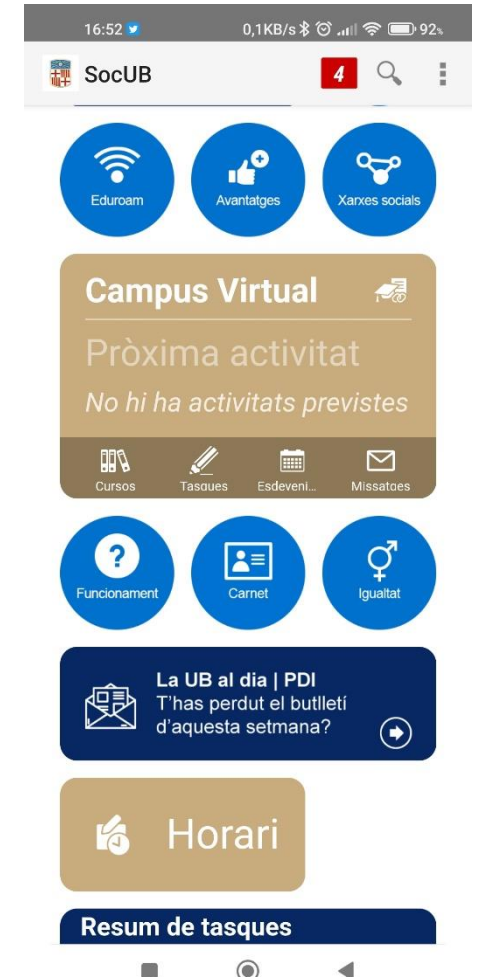 16:52 0,1KB/s 92%
SocUB 4
Eduroam Avantatges Xarxes socials
Campus Virtual
Pròxima activitat
No hi ha activitats previstes
Cursos Tasques Esdeveni... Missatges
Funcionament Carnet Igualtat
La UB al dia | PDI
T'has perdut el butlletí
d'aquesta setmana?
Horari
Resum de tasques